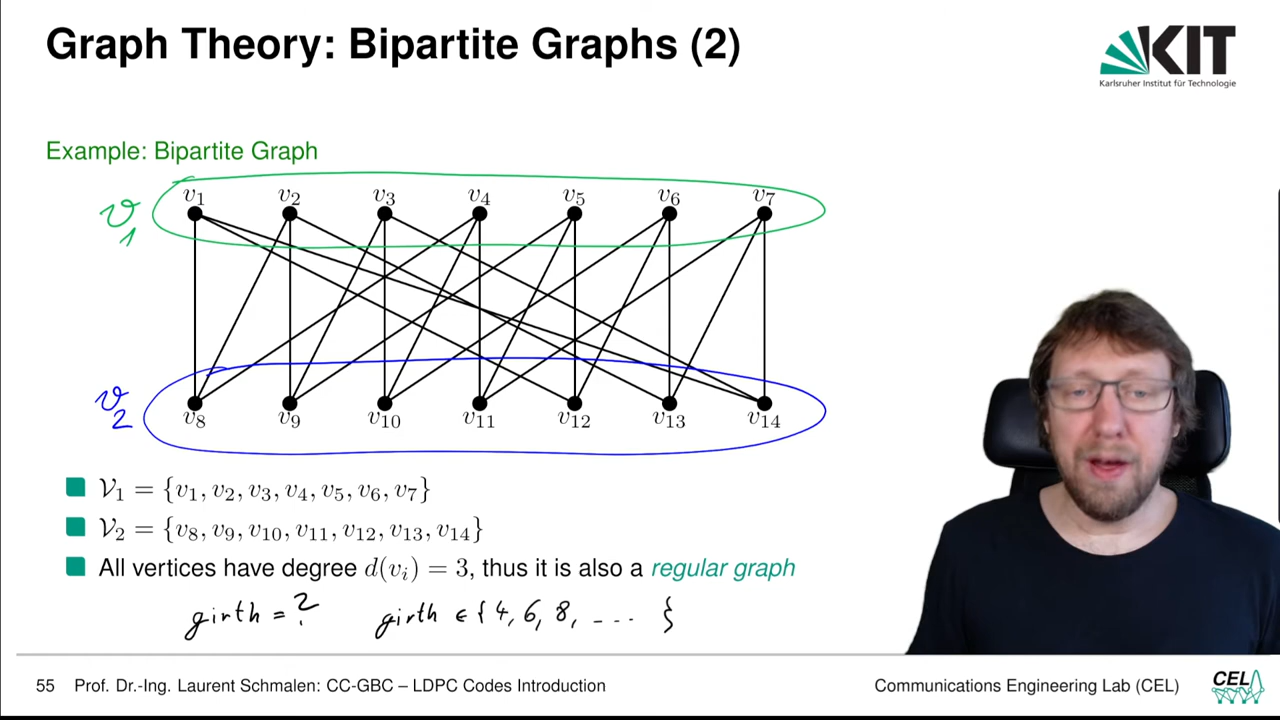 Graph Theory: Bipartite Graphs (2)
KIT
Karlsruher Institut für Technologie
Example: Bipartite Graph
v1 v2 v3 v4 v5 v6 v7
𝒱1
𝒱2
v8 v9 v10 v11 v12 v13 v14
𝒱1 = {v1, v2, v3, v4, v5, v6, v7}
𝒱2 = {v8, v9, v10, v11, v12, v13, v14}
All vertices have degree d(vi) = 3, thus it is also a regular graph
girth = ? girth ∈ {4, 6, 8, ---- }
55 Prof. Dr.-Ing. Laurent Schmalen: CC-GBC – LDPC Codes Introduction Communications Engineering Lab (CEL)
CEL